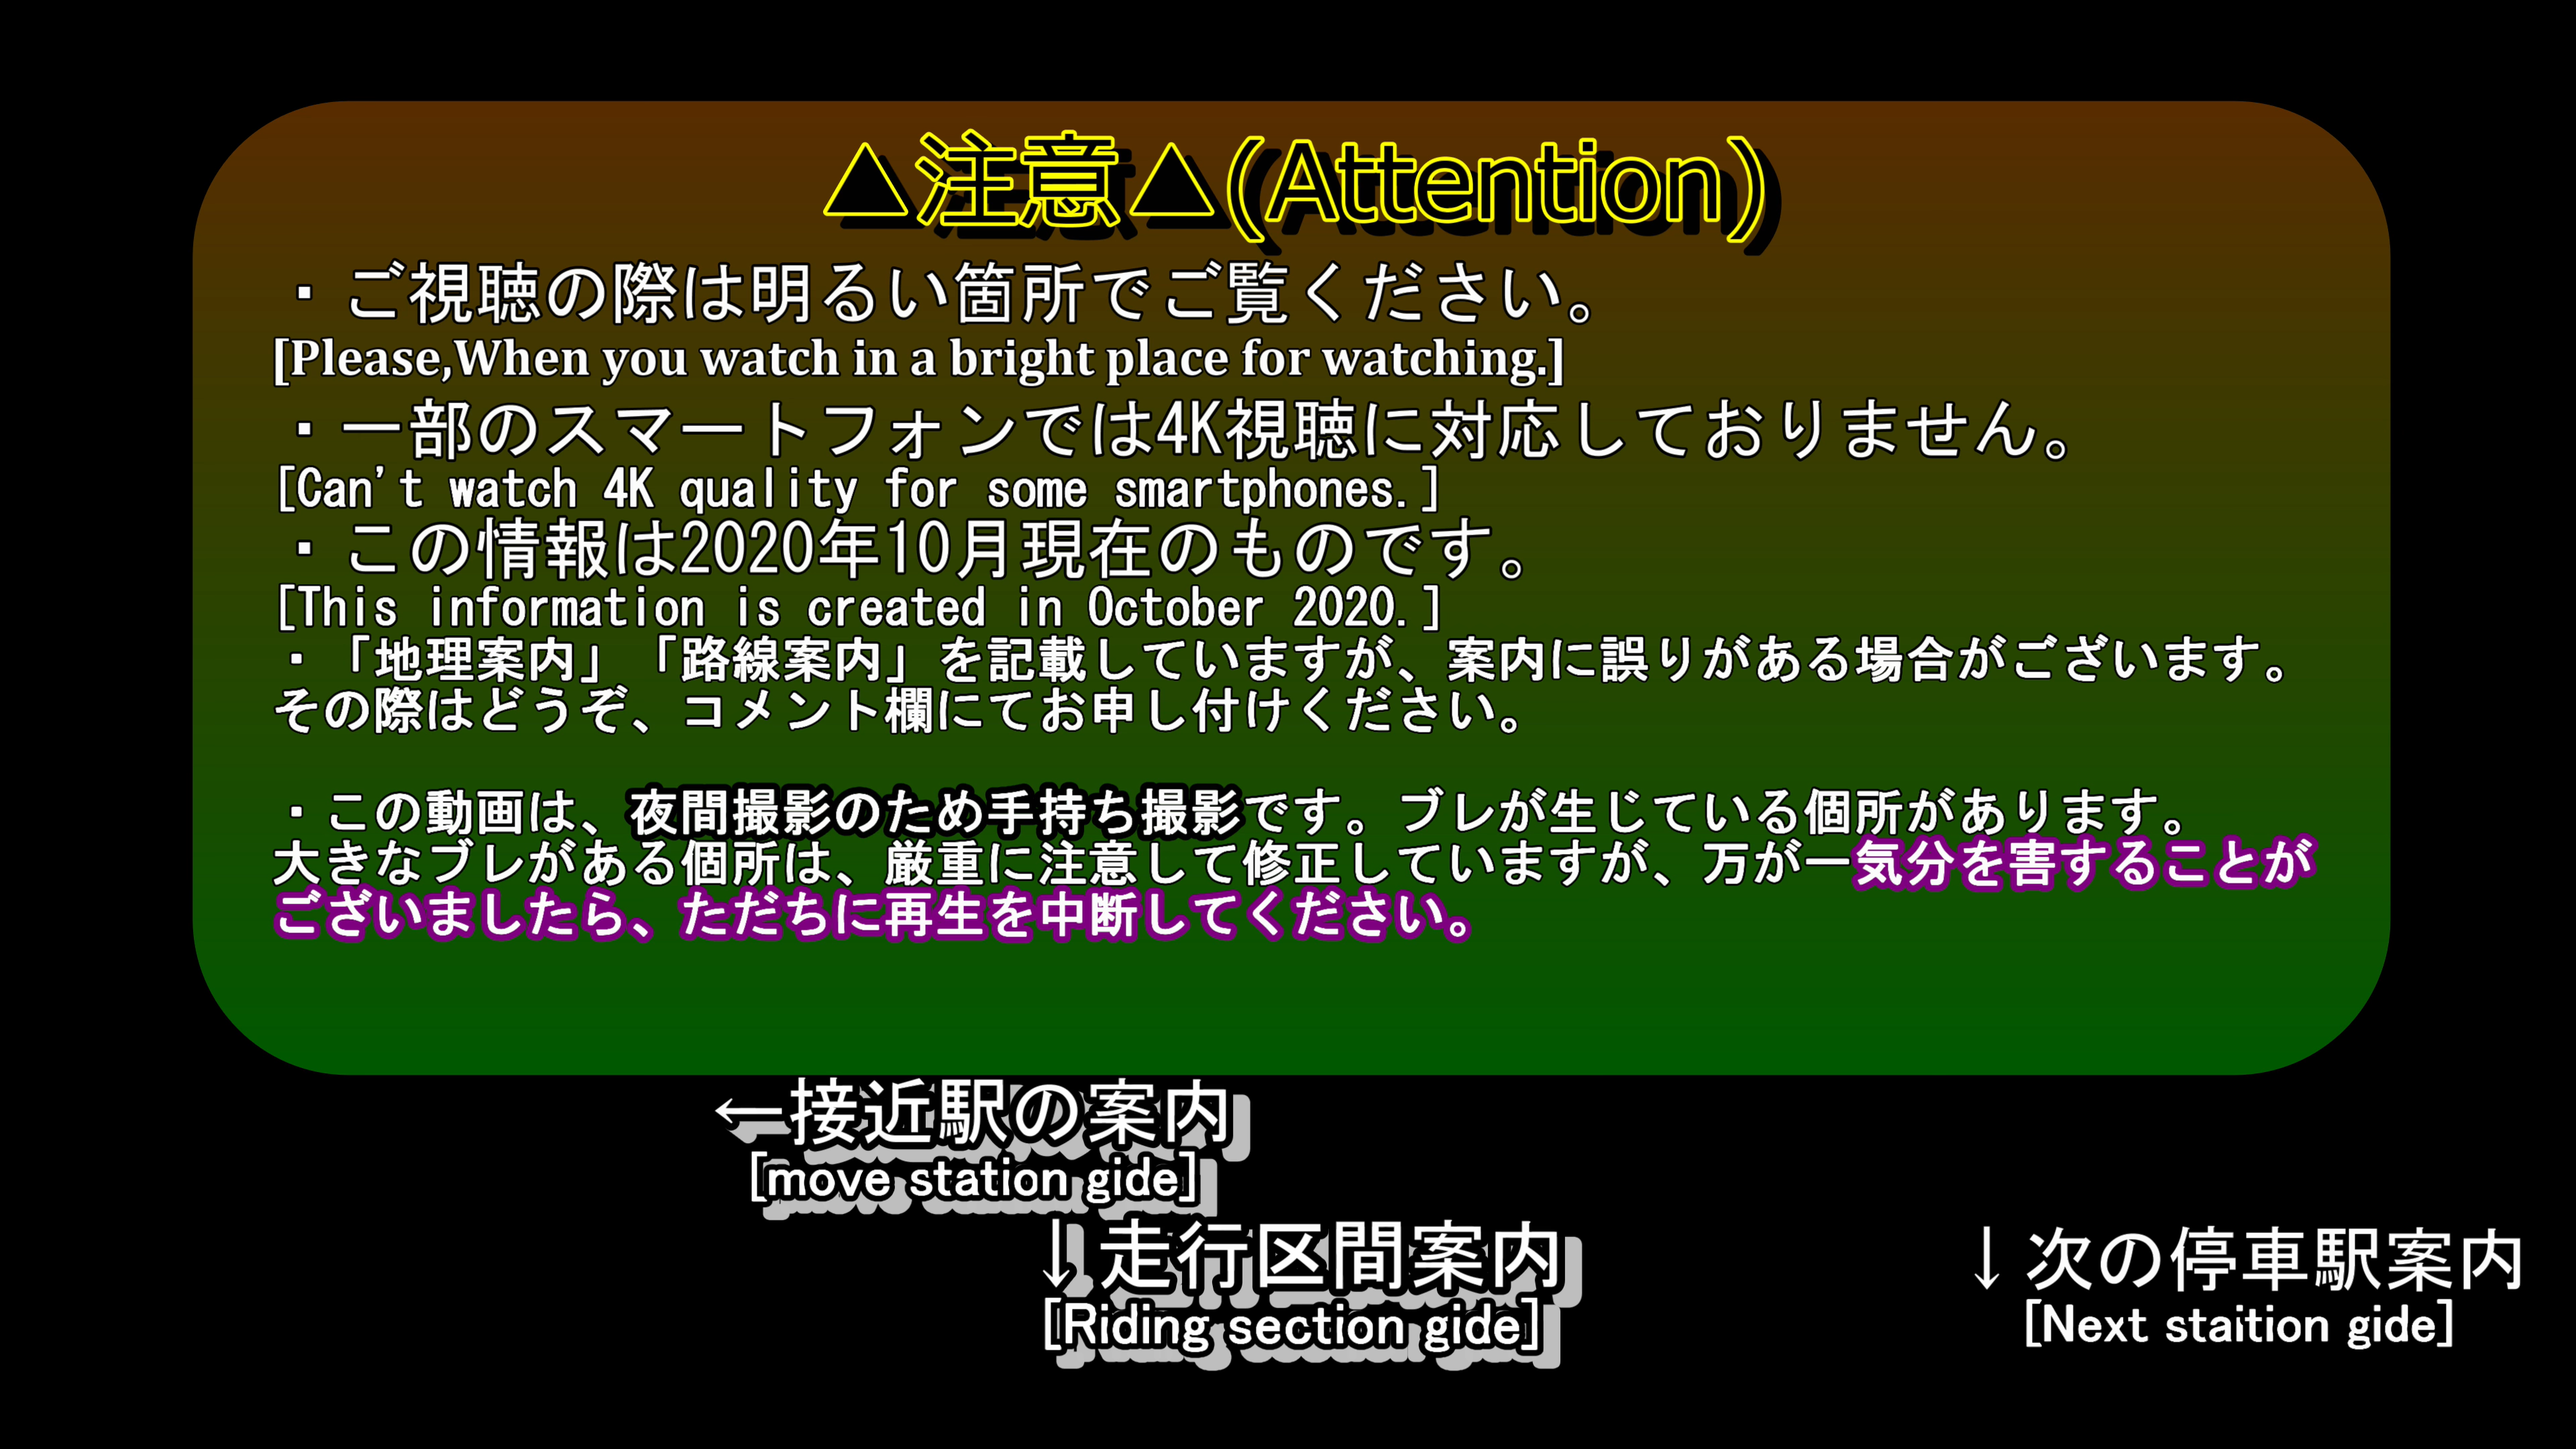 △注意△(Attention)
・ご視聴の際は明るい箇所でご覧ください。
[Please,When you watch in a bright place for watching.]
・一部のスマートフォンでは4K視聴に対応しておりません。
[Can't watch 4K quality for some smartphones.]
・この情報は2020年10月現在のものです。
[This information is created in October 2020.]
・「地理案内」「路線案内」を記載していますが、案内に誤りがある場合がございます。
その際はどうぞ、コメント欄にてお申し付けください。
・この動画は、夜間撮影のため手持ち撮影です。ブレが生じている個所があります。
大きなブレがある個所は、厳重に注意して修正していますが、万が一気分を害することが
ございましたら、ただちに再生を中断してください。
←接近駅の案内
[move station gide]
↓走行区間案内
[Riding section gide]
↓次の停車駅案内
[Next staition gide]